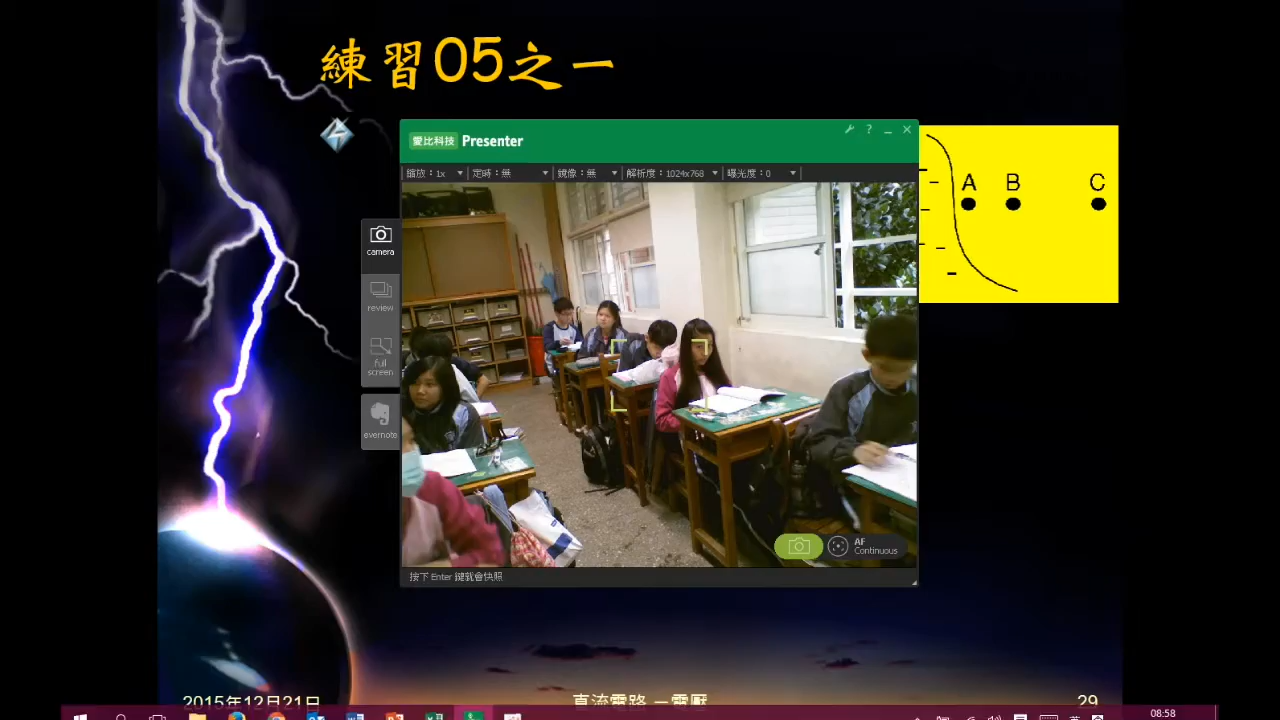 練習05之一
愛比科技 Presenter
縮放：1x 定時：無 鏡像：無 解析度：1024x768 曝光度：0
A B C
camera
review
full
screen
evernote
AF
Continuous
按下 Enter 鍵就會快照
2015年12月21日 直流電路 －電壓 29
08:58